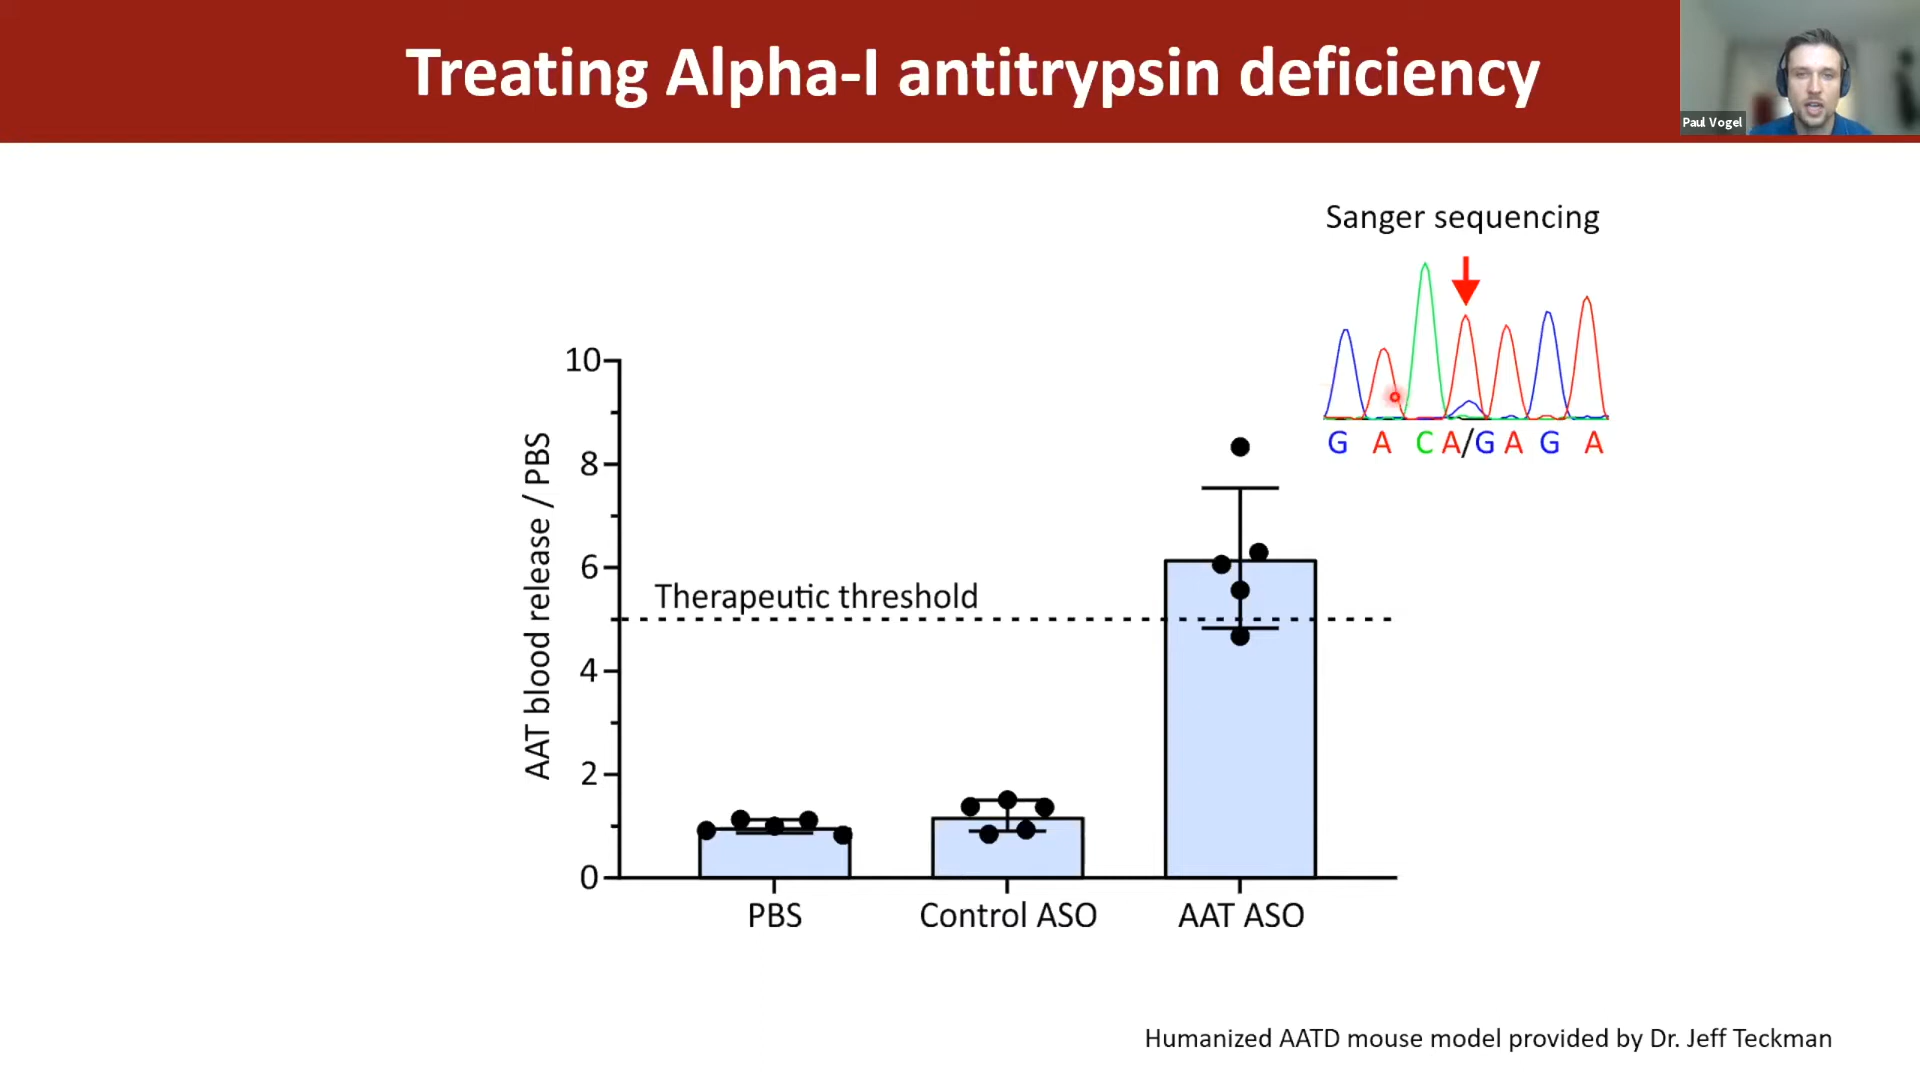 Treating Alpha-I antitrypsin deficiency
Paul Vogel
Sanger sequencing
G A C A/G A G A
AAT blood release / PBS
10
8
6
4
2
0
Therapeutic threshold
PBS
Control ASO
AAT ASO
Humanized AATD mouse model provided by Dr. Jeff Teckman